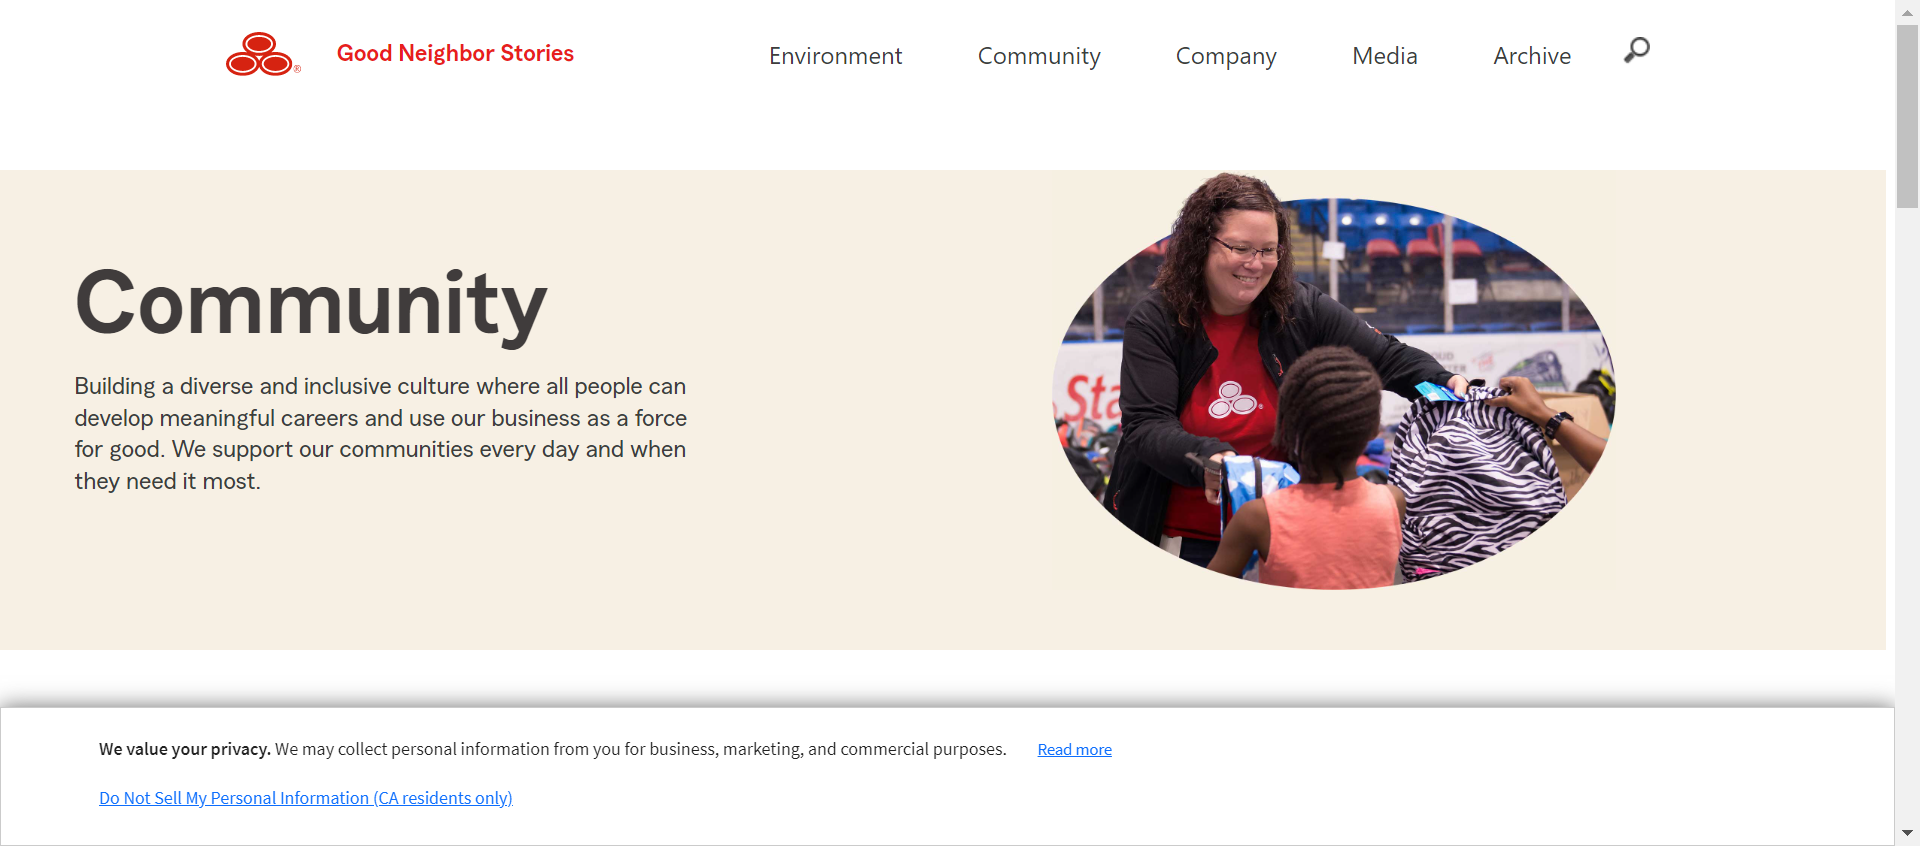 Good Neighbor Stories
Environment
Community
Company
Media
Archive
Community
Building a diverse and inclusive culture where all people can
develop meaningful careers and use our business as a force
for good. We support our communities every day and when
they need it most.
Sta
We value your privacy. We may collect personal information from you for business, marketing, and commercial purposes. Read more
Do Not Sell My Personal Information (CA residents only)